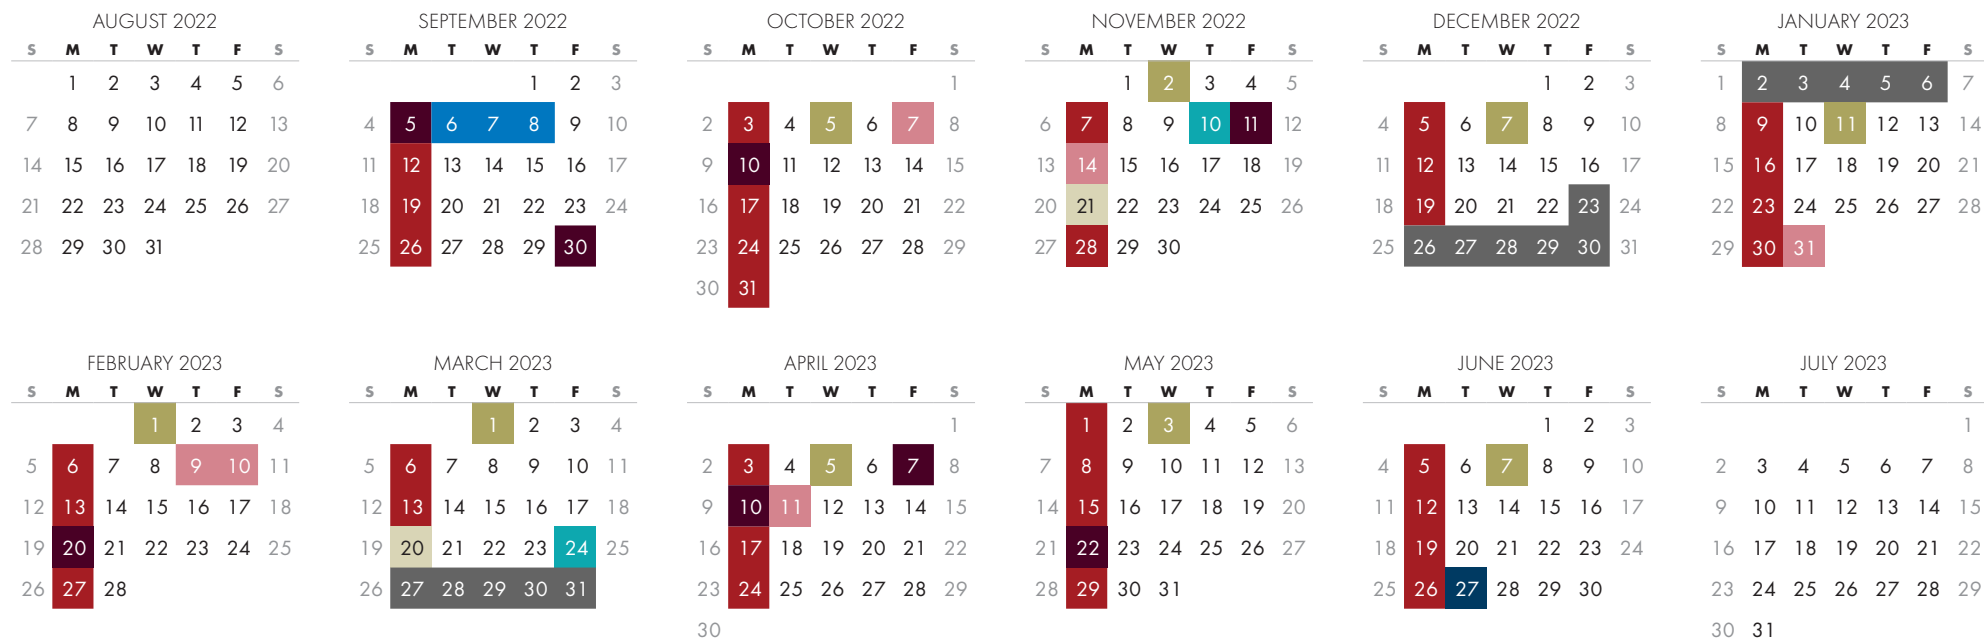 AUGUST 2022 SEPTEMBER 2022 OCTOBER 2022 NOVEMBER 2022 DECEMBER 2022 JANUARY 2023
S M T W T F S S M T W T F S S M T W T F S S M T W T F S S M T W T F S S M T W T F S
1 2 3 4 5 6 1 2 3 1 1 2 3 4 5 1 2 3 1 2 3 4 5 6 7
7 8 9 10 11 12 13 4 5 6 7 8 9 10 2 3 4 5 6 7 8 6 7 8 9 10 11 12 4 5 6 7 8 9 10 8 9 10 11 12 13 14
14 15 16 17 18 19 20 11 12 13 14 15 16 17 9 10 11 12 13 14 15 13 14 15 16 17 18 19 11 12 13 14 15 16 17 15 16 17 18 19 20 21
21 22 23 24 25 26 27 18 19 20 21 22 23 24 16 17 18 19 20 21 22 20 21 22 23 24 25 26 18 19 20 21 22 23 24 22 23 24 25 26 27 28
28 29 30 31 25 26 27 28 29 30 23 24 25 26 27 28 29 27 28 29 30 25 26 27 28 29 30 31 29 30 31
30 31
FEBRUARY 2023 MARCH 2023 APRIL 2023 MAY 2023 JUNE 2023 JULY 2023
S M T W T F S S M T W T F S S M T W T F S S M T W T F S S M T W T F S S M T W T F S
1 2 3 4 1 2 3 4 1 1 2 3 4 5 6 1 2 3 1
5 6 7 8 9 10 11 5 6 7 8 9 10 11 2 3 4 5 6 7 8 7 8 9 10 11 12 13 4 5 6 7 8 9 10 2 3 4 5 6 7 8
12 13 14 15 16 17 18 12 13 14 15 16 17 18 9 10 11 12 13 14 15 14 15 16 17 18 19 20 11 12 13 14 15 16 17 9 10 11 12 13 14 15
19 20 21 22 23 24 25 19 20 21 22 23 24 25 16 17 18 19 20 21 22 21 22 23 24 25 26 27 18 19 20 21 22 23 24 16 17 18 19 20 21 22
26 27 28 26 27 28 29 30 31 23 24 25 26 27 28 29 28 29 30 31 25 26 27 28 29 30 23 24 25 26 27 28 29
30 30 31